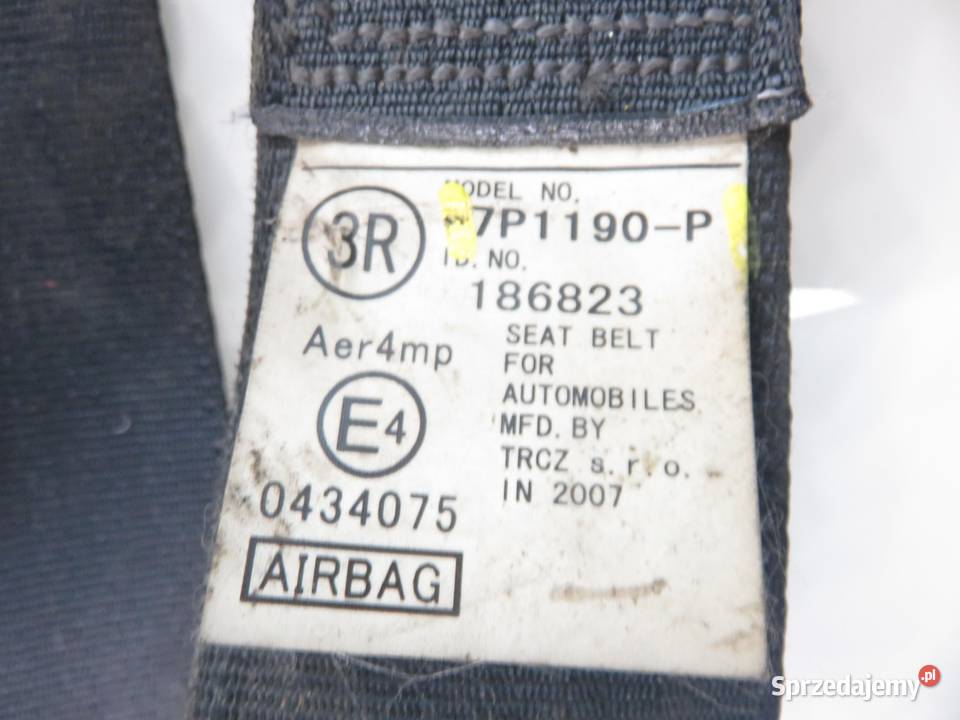 3R
MODEL NO.
7P1190-P
ID. NO.
186823
Aer4mp
E4
0434075
AIRBAG
SEAT BELT
FOR
AUTOMOBILES
MFD. BY
TRCZ s.r.o.
IN 2007
Sprzedajemy.pl